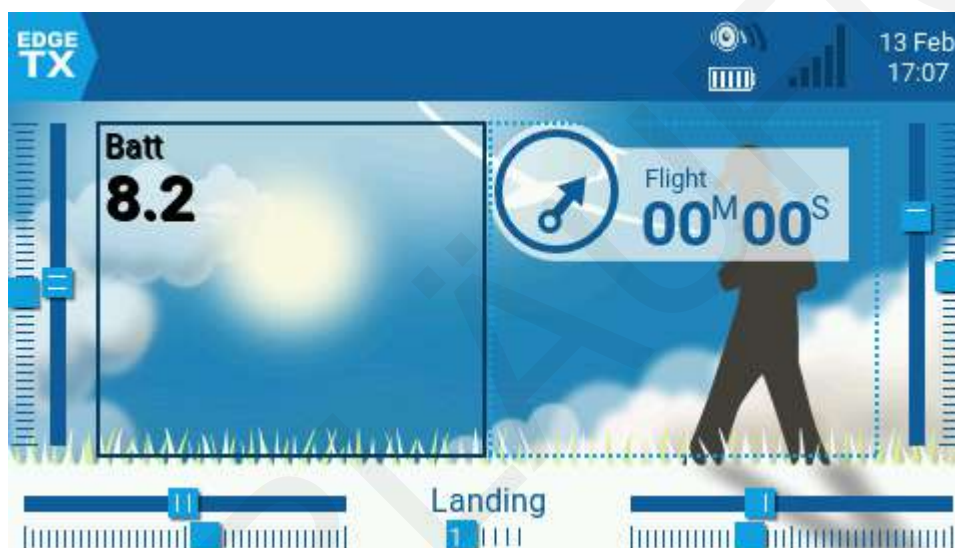 EDGE
TX
13 Feb
17:07
Batt
8.2
Flight
00M00S
Landing
1